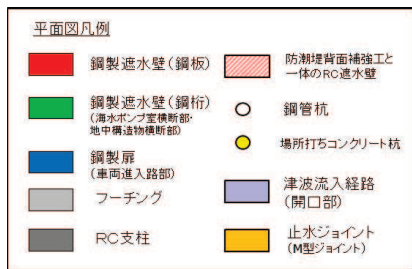 平面図凡例
鋼製遮水壁(鋼板)
鋼製遮水壁(鋼桁)
(海水ポンプ室横断部・
地中構造物横断部)
鋼製扉
(車両進入路部)
フーチング
RC支柱
防潮堤背面補強工と
一体のRC遮水壁
鋼管杭
場所打ちコンクリート杭
津波流入経路
(開口部)
止水ジョイント
(M型ジョイント)